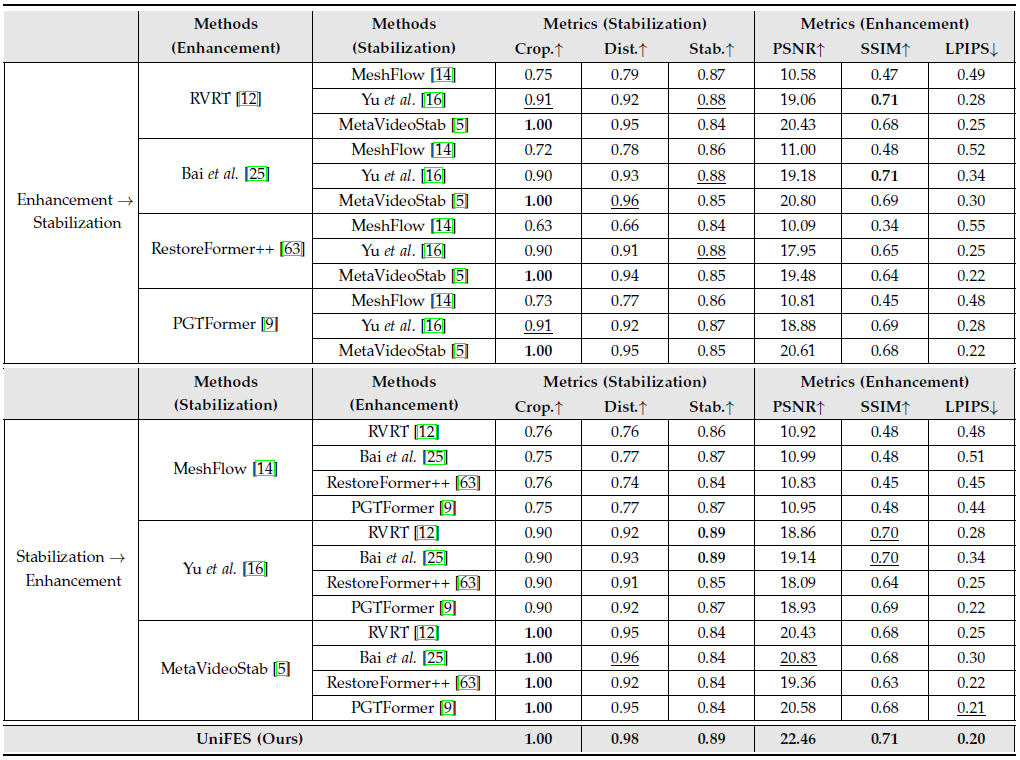 Methods (Enhancement) Methods (Stabilization) Metrics (Stabilization) Metrics (Enhancement)
Crop.↑ Dist.↑ Stab.↑ PSNR↑ SSIM↑ LPIPS↓
Enhancement → Stabilization
RVRT [12] MeshFlow [14] 0.75 0.79 0.87 10.58 0.47 0.49
Yu et al. [16] 0.91 0.92 0.88 19.06 0.71 0.28
MetaVideoStab [5] 1.00 0.95 0.84 20.43 0.68 0.25
Bai et al. [25] MeshFlow [14] 0.72 0.78 0.86 11.00 0.48 0.52
Yu et al. [16] 0.90 0.93 0.88 19.18 0.71 0.34
MetaVideoStab [5] 1.00 0.96 0.85 20.80 0.69 0.30
RestoreFormer++ [63] MeshFlow [14] 0.63 0.66 0.84 10.09 0.34 0.55
Yu et al. [16] 0.90 0.91 0.88 17.95 0.65 0.25
MetaVideoStab [5] 1.00 0.94 0.85 19.48 0.64 0.22
PGTFormer [9] MeshFlow [14] 0.73 0.77 0.86 10.81 0.45 0.48
Yu et al. [16] 0.91 0.92 0.87 18.88 0.69 0.28
MetaVideoStab [5] 1.00 0.95 0.85 20.61 0.68 0.22
Methods (Stabilization) Methods (Enhancement) Metrics (Stabilization) Metrics (Enhancement)
Crop.↑ Dist.↑ Stab.↑ PSNR↑ SSIM↑ LPIPS↓
Stabilization → Enhancement
MeshFlow [14] RVRT [12] 0.76 0.76 0.86 10.92 0.48 0.48
Bai et al. [25] 0.75 0.77 0.87 10.99 0.48 0.51
RestoreFormer++ [63] 0.76 0.74 0.84 10.83 0.45 0.45
PGTFormer [9] 0.75 0.77 0.87 10.95 0.48 0.44
Yu et al. [16] RVRT [12] 0.90 0.92 0.89 18.86 0.70 0.28
Bai et al. [25] 0.90 0.93 0.89 19.14 0.70 0.34
RestoreFormer++ [63] 0.90 0.91 0.85 18.09 0.64 0.25
PGTFormer [9] 0.90 0.92 0.87 18.93 0.69 0.22
MetaVideoStab [5] RVRT [12] 1.00 0.95 0.84 20.43 0.68 0.25
Bai et al. [25] 1.00 0.96 0.84 20.83 0.68 0.30
RestoreFormer++ [63] 1.00 0.92 0.84 19.36 0.63 0.22
PGTFormer [9] 1.00 0.95 0.84 20.58 0.68 0.21
UniFES (Ours) 1.00 0.98 0.89 22.46 0.71 0.20